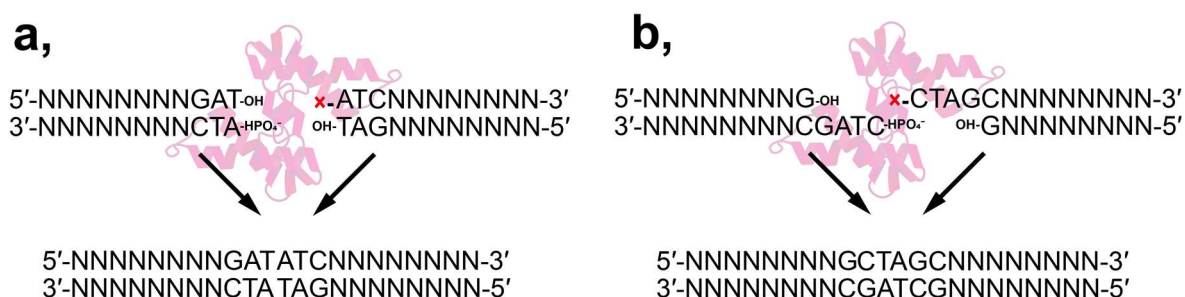 a,
5′-NNNNNNNNGAT-OH ×-ATCNNNNNNNN-3′
3′-NNNNNNNNCTA-HPO₄⁻ OH-TAGNNNNNNNN-5′
5′-NNNNNNNNGATATCNNNNNNNN-3′
3′-NNNNNNNNCTATAGNNNNNNNN-5′
b,
5′-NNNNNNNNG-OH ×-CTAGCNNNNNNNN-3′
3′-NNNNNNNNCGATC-HPO₄⁻ OH-GNNNNNNNN-5′
5′-NNNNNNNNGCTAGCNNNNNNNN-3′
3′-NNNNNNNNCGATCGNNNNNNNN-5′